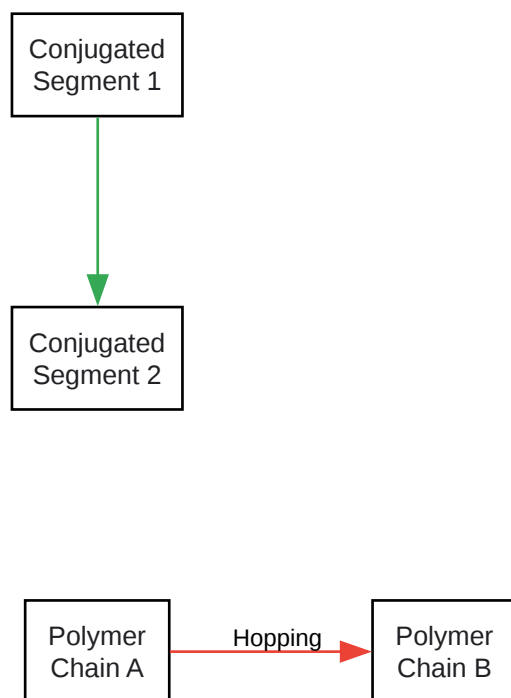 Conjugated
Segment 1
Conjugated
Segment 2
Polymer
Chain A
Hopping
Polymer
Chain B